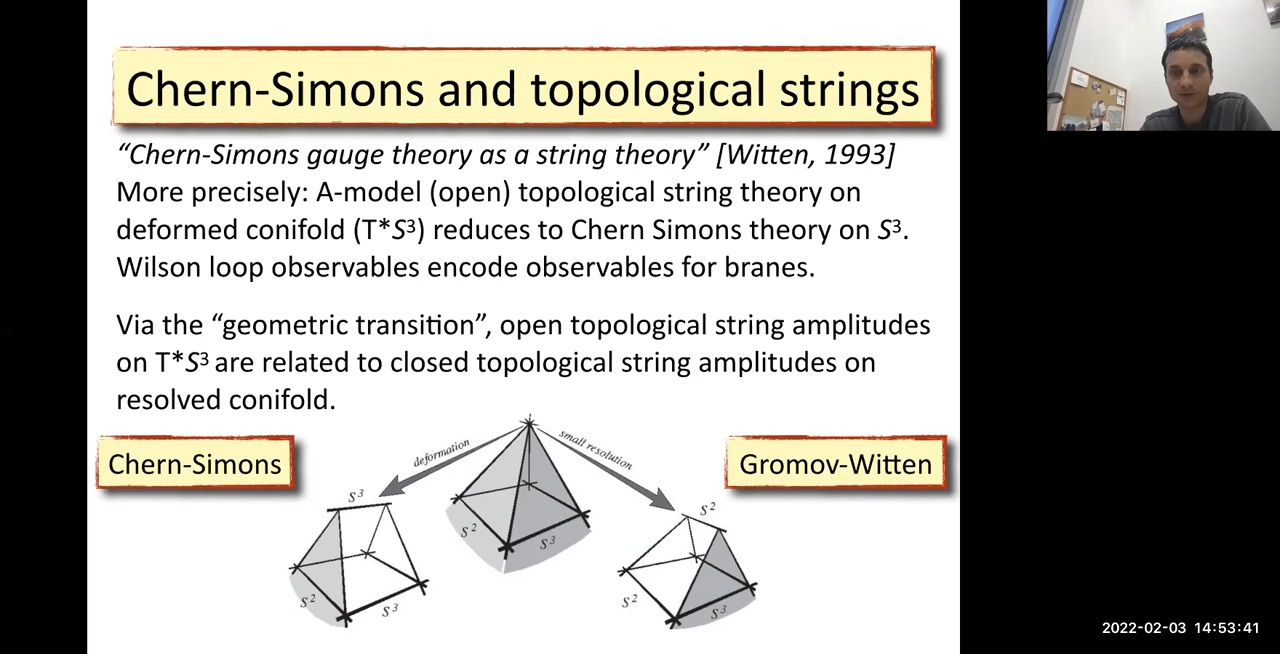 Chern-Simons and topological strings
“Chern-Simons gauge theory as a string theory” [Witten, 1993]
More precisely: A-model (open) topological string theory on
deformed conifold (T*S³) reduces to Chern Simons theory on S³.
Wilson loop observables encode observables for branes.
Via the “geometric transition”, open topological string amplitudes
on T*S³ are related to closed topological string amplitudes on
resolved conifold.
Chern-Simons
deformation
small resolution
Gromov-Witten
S³
S²
S²
S³
S²
S²
S³
S³
2022-02-03 14:53:41